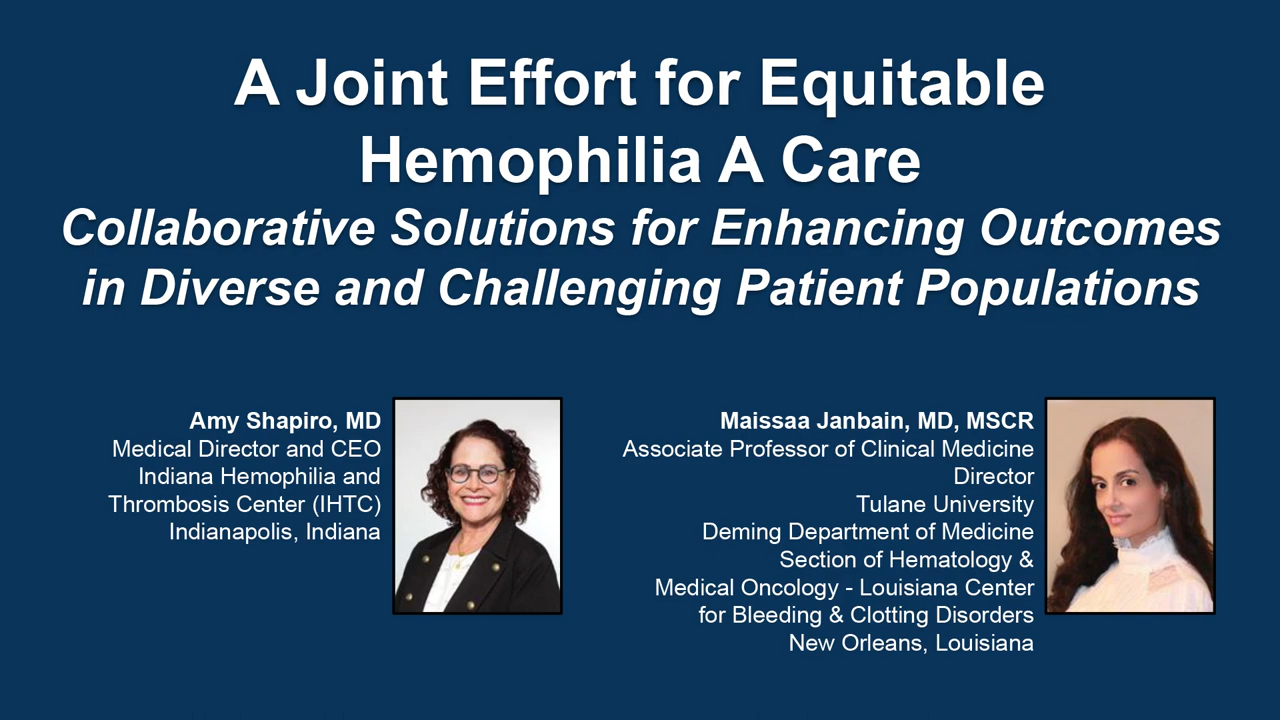 A Joint Effort for Equitable
Hemophilia A Care
Collaborative Solutions for Enhancing Outcomes
in Diverse and Challenging Patient Populations
Amy Shapiro, MD
Medical Director and CEO
Indiana Hemophilia and
Thrombosis Center (IHTC)
Indianapolis, Indiana
Maissaa Janbain, MD, MSCR
Associate Professor of Clinical Medicine
Director
Tulane University
Deming Department of Medicine
Section of Hematology &
Medical Oncology - Louisiana Center
for Bleeding & Clotting Disorders
New Orleans, Louisiana